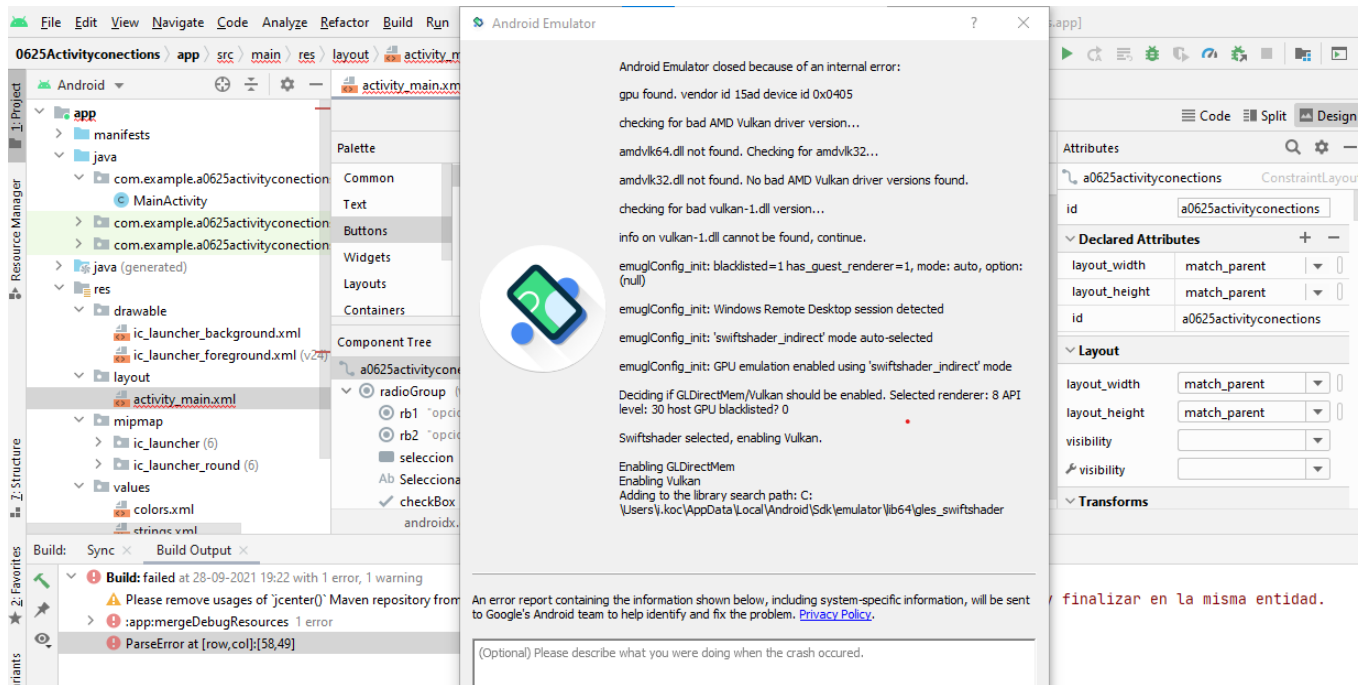 File Edit View Navigate Code Analyze Refactor Build Run
Android Emulator
? ×
s.app]
0625Activityconections app src main res layout activity_m
Android
activity_main.xm
1: Project
Resource Manager
7: Structure
2: Favorites
riants
app
manifests
java
com.example.a0625activityconection
MainActivity
com.example.a0625activityconection
com.example.a0625activityconection
java (generated)
res
drawable
ic_launcher_background.xml
ic_launcher_foreground.xml (v24)
layout
activity_main.xml
mipmap
ic_launcher (6)
ic_launcher_round (6)
values
colors.xml
strings.xml
Palette
Common
Text
Buttons
Widgets
Layouts
Containers
Component Tree
a0625activitycone
radioGroup
rb1 "opcio
rb2 "opcio
seleccion
Ab Selecciona
checkBox
androidx.
Android Emulator closed because of an internal error:
gpu found. vendor id 15ad device id 0x0405
checking for bad AMD Vulkan driver version...
amdvlk64.dll not found. Checking for amdvlk32...
amdvlk32.dll not found. No bad AMD Vulkan driver versions found.
checking for bad vulkan-1.dll version...
info on vulkan-1.dll cannot be found, continue.
emuglConfig_init: blacklisted=1 has_guest_renderer=1, mode: auto, option:
(null)
emuglConfig_init: Windows Remote Desktop session detected
emuglConfig_init: 'swiftshader_indirect' mode auto-selected
emuglConfig_init: GPU emulation enabled using 'swiftshader_indirect' mode
Deciding if GLDirectMem/Vulkan should be enabled. Selected renderer: 8 API
level: 30 host GPU blacklisted? 0
Swiftshader selected, enabling Vulkan.
Enabling GLDirectMem
Enabling Vulkan
Adding to the library search path: C:
\Users\i.koc\AppData\Local\Android\Sdk\emulator\lib64\gles_swiftshader
An error report containing the information shown below, including system-specific information, will be sent
to Google's Android team to help identify and fix the problem. Privacy Policy.
(Optional) Please describe what you were doing when the crash occured.
Code Split Design
Attributes
a0625activityconections ConstraintLayou
id a0625activityconections
Declared Attributes + −
layout_width match_parent
layout_height match_parent
id a0625activityconections
Layout
layout_width match_parent
layout_height match_parent
visibility
visibility
Transforms
Build: Sync × Build Output ×
Build: failed at 28-09-2021 19:22 with 1 error, 1 warning
Please remove usages of `jcenter()` Maven repository from
:app:mergeDebugResources 1 error
ParseError at [row,col]:[58,49]
finalizar en la misma entidad.